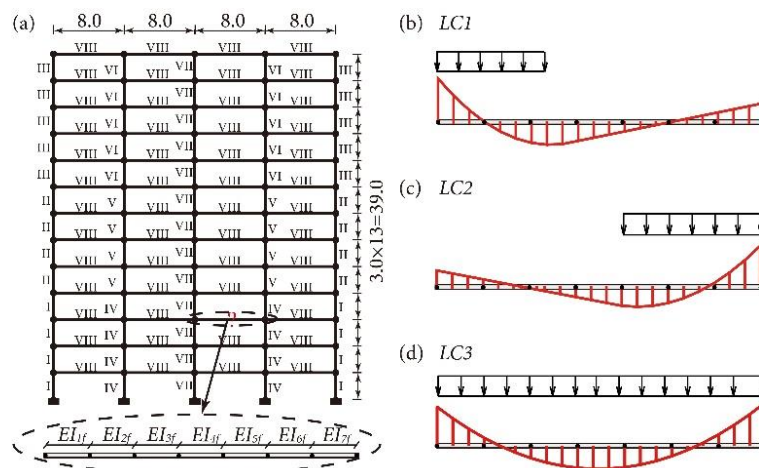 (a)
8.0 8.0 8.0 8.0
VIII VIII VIII VIII
III VIII VI VIII VII VIII VI VIII III
III VIII VI VIII VII VIII VI VIII III
III VIII VI VIII VII VIII VI VIII III
III VIII VI VIII VII VIII VI VIII III
III VIII VI VIII VII VIII VI VIII III
II VIII V VIII VII VIII V VIII II
II VIII V VIII VII VIII V VIII II
II VIII V VIII VII VIII V VIII II
II VIII V VIII VII VIII V VIII II
I VIII IV VIII VII ? IV VIII I
I VIII IV VIII VII VIII IV VIII I
I VIII IV VIII VII VIII IV VIII I
I IV VII IV I
3.0×13=39.0
EI1f EI2f EI3f EI4f EI5f EI6f EI7f
(b) LC1
(c) LC2
(d) LC3